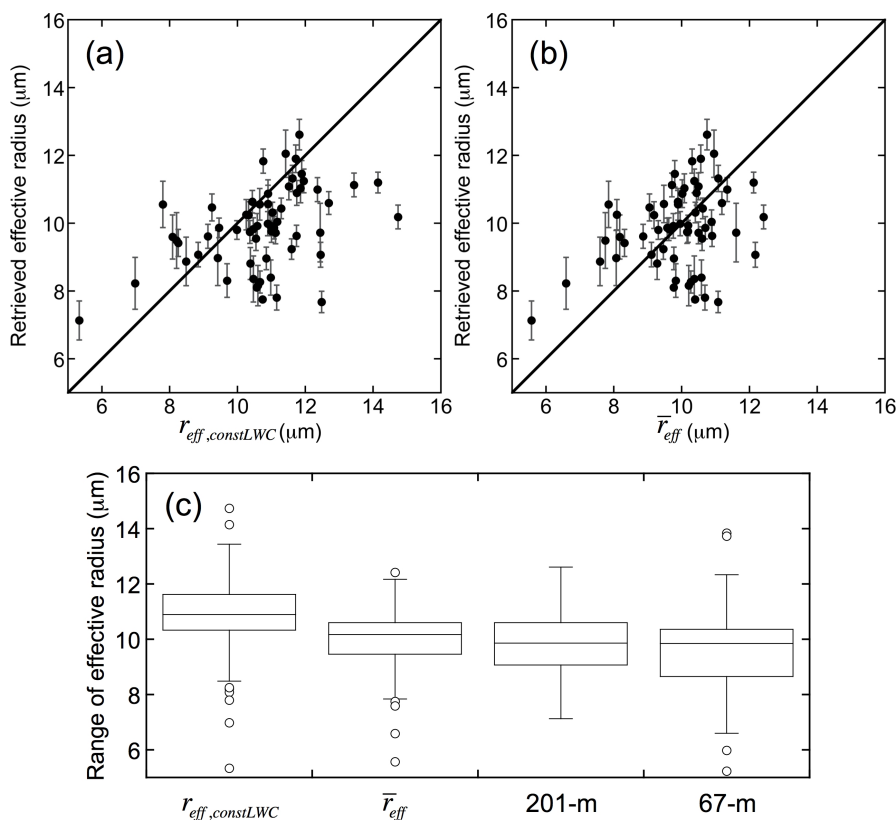 (a)
Retrieved effective radius (μm)
16
14
12
10
8
6
6 8 10 12 14 16
r_eff,constLWC (μm)
(b)
Retrieved effective radius (μm)
16
14
12
10
8
6
6 8 10 12 14 16
r̅_eff (μm)
(c)
Range of effective radius (μm)
16
14
12
10
8
6
r_eff,constLWC r̅_eff 201-m 67-m